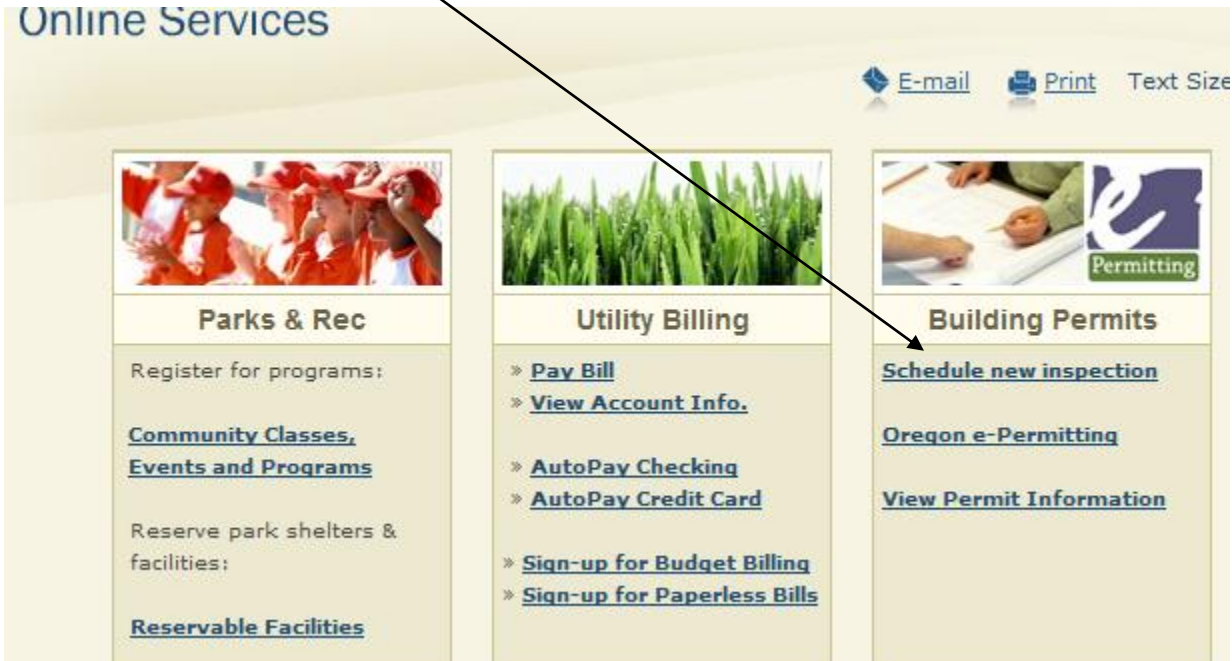 Online Services
E-mail Print Text Size
Permitting
Parks & Rec
Register for programs:
Community Classes,
Events and Programs
Reserve park shelters &
facilities:
Reservable Facilities
Utility Billing
» Pay Bill
» View Account Info.
» AutoPay Checking
» AutoPay Credit Card
» Sign-up for Budget Billing
» Sign-up for Paperless Bills
Building Permits
Schedule new inspection
Oregon e-Permitting
View Permit Information